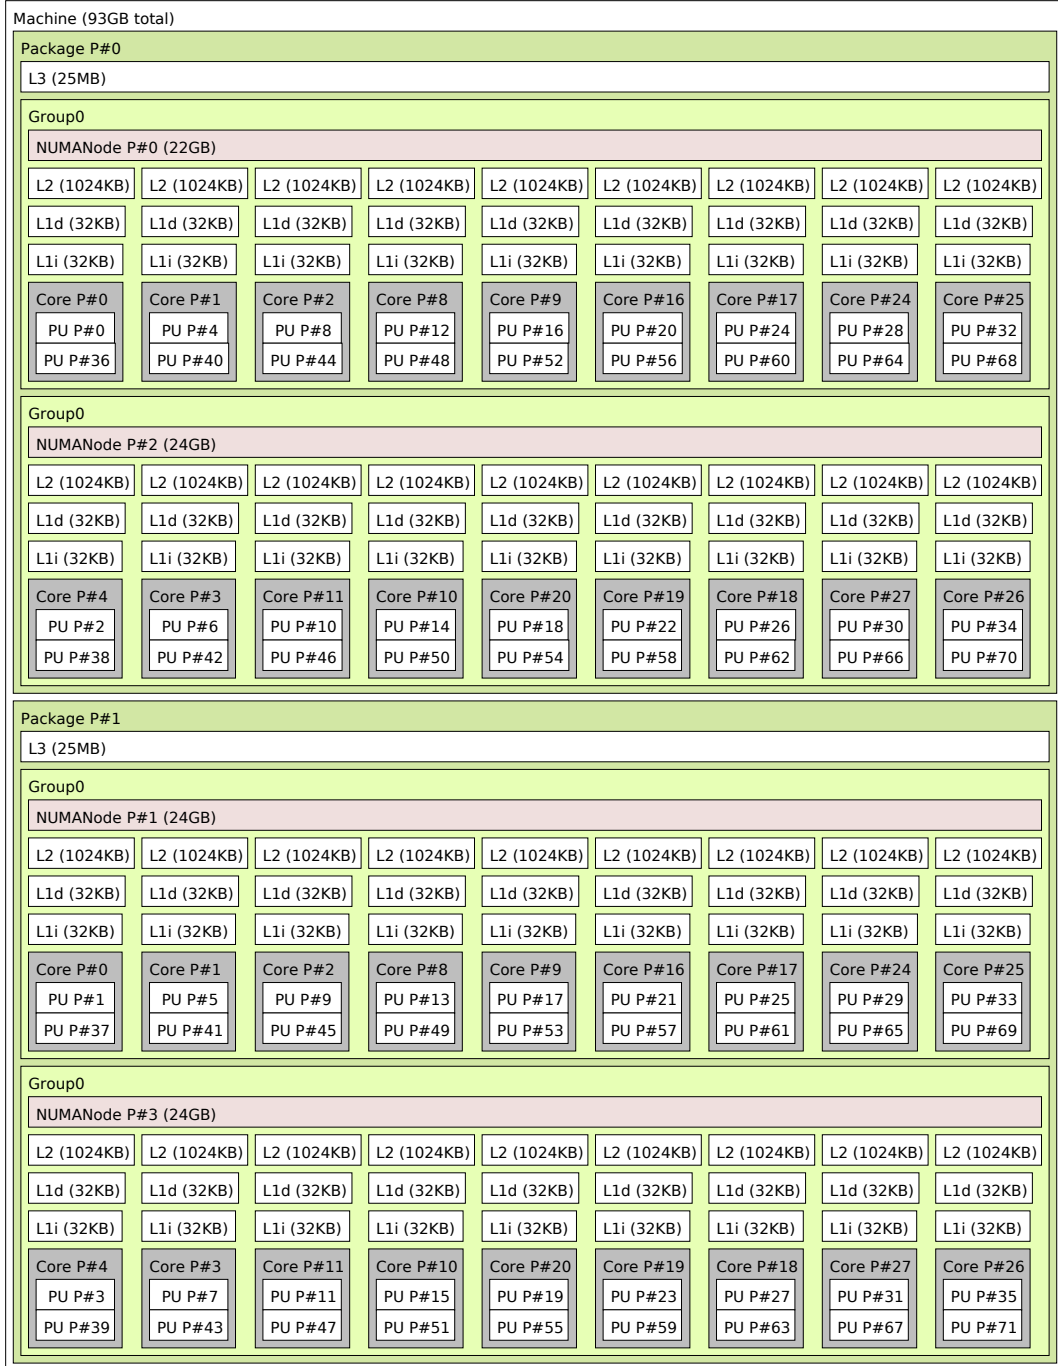 Machine (93GB total)
Package P#0
L3 (25MB)
Group0
NUMANode P#0 (22GB)
L2 (1024KB) L2 (1024KB) L2 (1024KB) L2 (1024KB) L2 (1024KB) L2 (1024KB) L2 (1024KB) L2 (1024KB) L2 (1024KB)
L1d (32KB) L1d (32KB) L1d (32KB) L1d (32KB) L1d (32KB) L1d (32KB) L1d (32KB) L1d (32KB) L1d (32KB)
L1i (32KB) L1i (32KB) L1i (32KB) L1i (32KB) L1i (32KB) L1i (32KB) L1i (32KB) L1i (32KB) L1i (32KB)
Core P#0 Core P#1 Core P#2 Core P#8 Core P#9 Core P#16 Core P#17 Core P#24 Core P#25
PU P#0 PU P#4 PU P#8 PU P#12 PU P#16 PU P#20 PU P#24 PU P#28 PU P#32
PU P#36 PU P#40 PU P#44 PU P#48 PU P#52 PU P#56 PU P#60 PU P#64 PU P#68
Group0
NUMANode P#2 (24GB)
L2 (1024KB) L2 (1024KB) L2 (1024KB) L2 (1024KB) L2 (1024KB) L2 (1024KB) L2 (1024KB) L2 (1024KB) L2 (1024KB)
L1d (32KB) L1d (32KB) L1d (32KB) L1d (32KB) L1d (32KB) L1d (32KB) L1d (32KB) L1d (32KB) L1d (32KB)
L1i (32KB) L1i (32KB) L1i (32KB) L1i (32KB) L1i (32KB) L1i (32KB) L1i (32KB) L1i (32KB) L1i (32KB)
Core P#4 Core P#3 Core P#11 Core P#10 Core P#20 Core P#19 Core P#18 Core P#27 Core P#26
PU P#2 PU P#6 PU P#10 PU P#14 PU P#18 PU P#22 PU P#26 PU P#30 PU P#34
PU P#38 PU P#42 PU P#46 PU P#50 PU P#54 PU P#58 PU P#62 PU P#66 PU P#70
Package P#1
L3 (25MB)
Group0
NUMANode P#1 (24GB)
L2 (1024KB) L2 (1024KB) L2 (1024KB) L2 (1024KB) L2 (1024KB) L2 (1024KB) L2 (1024KB) L2 (1024KB) L2 (1024KB)
L1d (32KB) L1d (32KB) L1d (32KB) L1d (32KB) L1d (32KB) L1d (32KB) L1d (32KB) L1d (32KB) L1d (32KB)
L1i (32KB) L1i (32KB) L1i (32KB) L1i (32KB) L1i (32KB) L1i (32KB) L1i (32KB) L1i (32KB) L1i (32KB)
Core P#0 Core P#1 Core P#2 Core P#8 Core P#9 Core P#16 Core P#17 Core P#24 Core P#25
PU P#1 PU P#5 PU P#9 PU P#13 PU P#17 PU P#21 PU P#25 PU P#29 PU P#33
PU P#37 PU P#41 PU P#45 PU P#49 PU P#53 PU P#57 PU P#61 PU P#65 PU P#69
Group0
NUMANode P#3 (24GB)
L2 (1024KB) L2 (1024KB) L2 (1024KB) L2 (1024KB) L2 (1024KB) L2 (1024KB) L2 (1024KB) L2 (1024KB) L2 (1024KB)
L1d (32KB) L1d (32KB) L1d (32KB) L1d (32KB) L1d (32KB) L1d (32KB) L1d (32KB) L1d (32KB) L1d (32KB)
L1i (32KB) L1i (32KB) L1i (32KB) L1i (32KB) L1i (32KB) L1i (32KB) L1i (32KB) L1i (32KB) L1i (32KB)
Core P#4 Core P#3 Core P#11 Core P#10 Core P#20 Core P#19 Core P#18 Core P#27 Core P#26
PU P#3 PU P#7 PU P#11 PU P#15 PU P#19 PU P#23 PU P#27 PU P#31 PU P#35
PU P#39 PU P#43 PU P#47 PU P#51 PU P#55 PU P#59 PU P#63 PU P#67 PU P#71